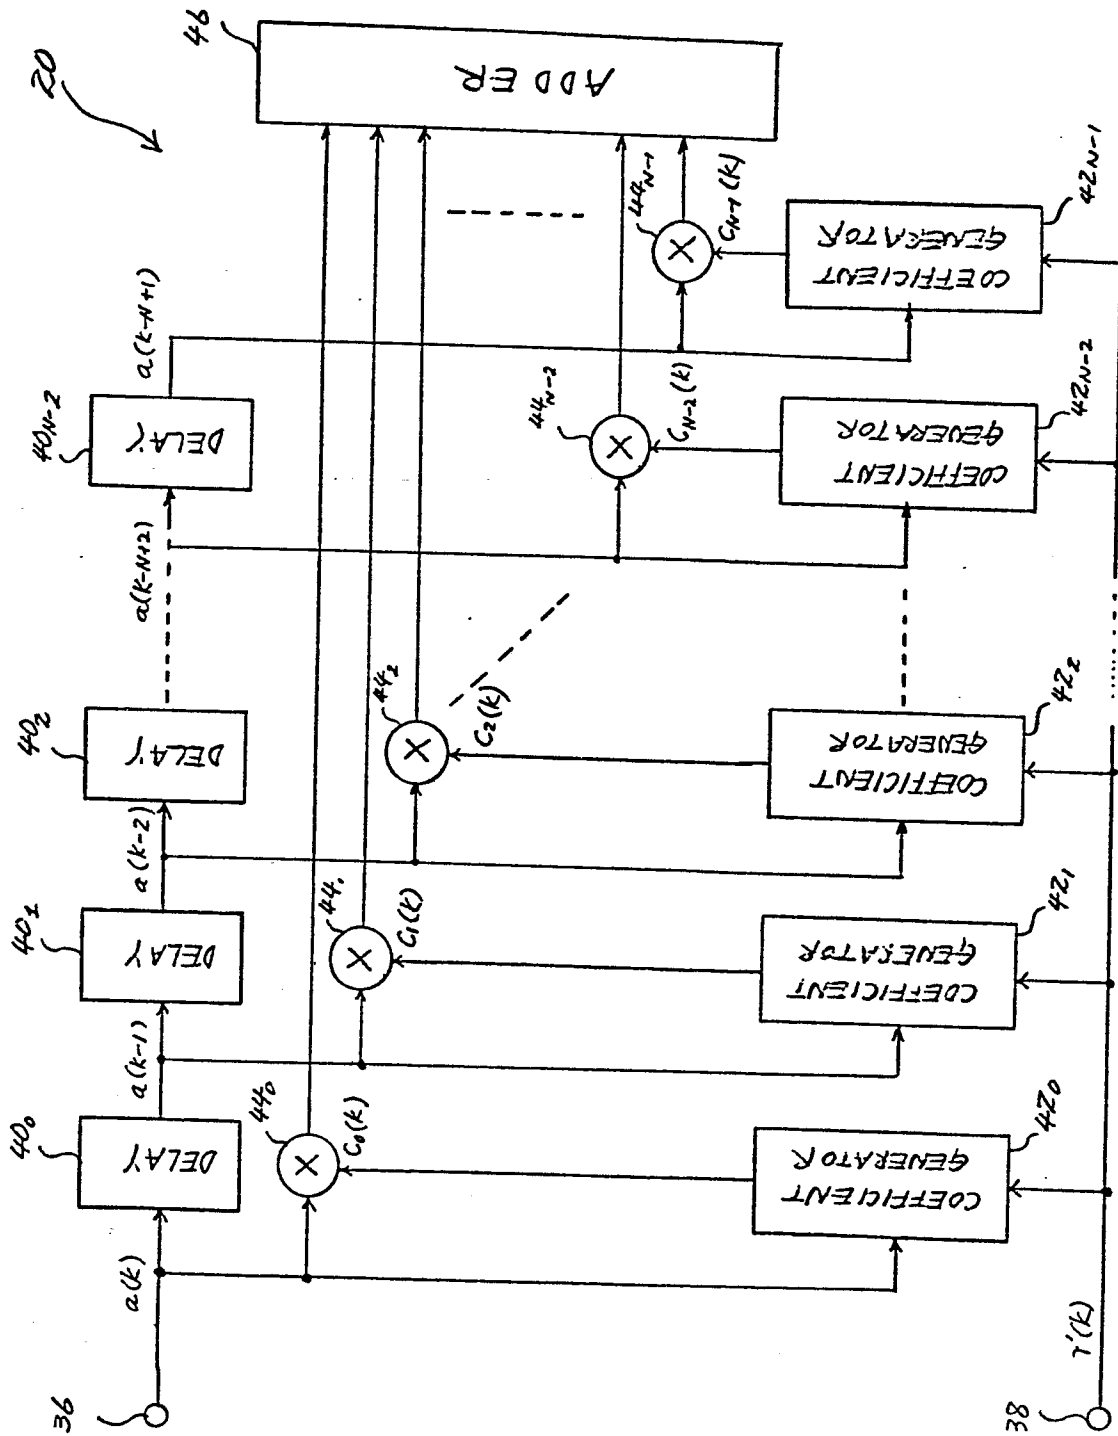 20
46
ADDER
36
a(k)
40₀
DELAY
a(k-1)
40₁
DELAY
a(k-2)
40₂
DELAY
a(k-N+2)
40N-2
DELAY
a(k-N+1)
44₀
X
C₀(k)
44₁
X
C₁(k)
44₂
X
C₂(k)
44N-2
X
CN-2(k)
44N-1
X
CN-1(k)
COEFFICIENT
GENERATOR
42₀
COEFFICIENT
GENERATOR
42₁
COEFFICIENT
GENERATOR
42₂
COEFFICIENT
GENERATOR
42N-2
COEFFICIENT
GENERATOR
42N-1
38
r'(k)